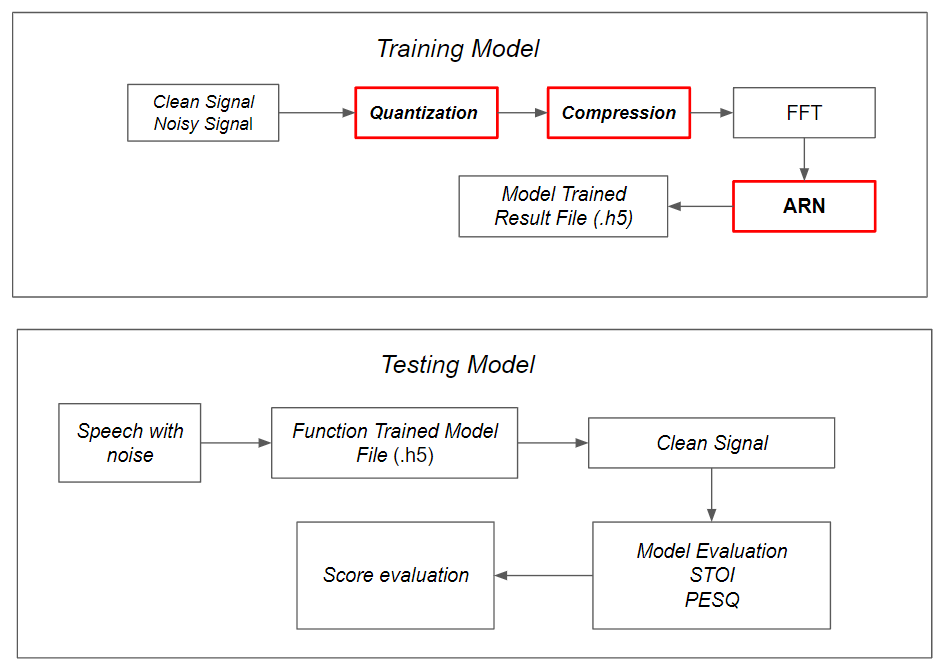 Training Model
Clean Signal
Noisy Signal
Quantization
Compression
FFT
Model Trained
Result File (.h5)
ARN
Testing Model
Speech with
noise
Function Trained Model
File (.h5)
Clean Signal
Score evaluation
Model Evaluation
STOI
PESQ